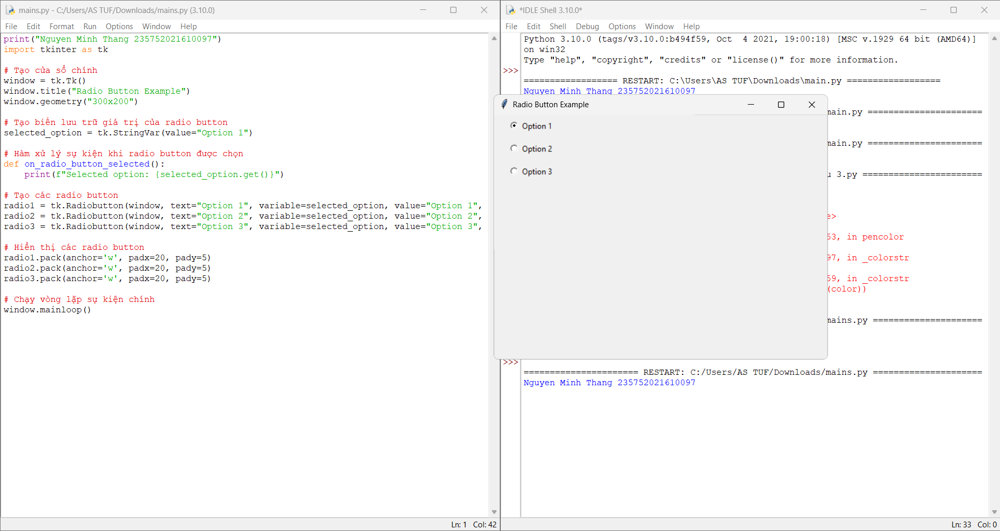 mains.py - C:/Users/AS TUF/Downloads/mains.py (3.10.0)
File Edit Format Run Options Window Help
print("Nguyen Minh Thang 235752021610097")
import tkinter as tk
# Tạo cửa sổ chính
window = tk.Tk()
window.title("Radio Button Example")
window.geometry("300x200")
# Tạo biến lưu trữ giá trị của radio button
selected_option = tk.StringVar(value="Option 1")
# Hàm xử lý sự kiện khi radio button được chọn
def on_radio_button_selected():
    print(f"Selected option: {selected_option.get()}")
# Tạo các radio button
radio1 = tk.Radiobutton(window, text="Option 1", variable=selected_option, value="Option 1",
radio2 = tk.Radiobutton(window, text="Option 2", variable=selected_option, value="Option 2",
radio3 = tk.Radiobutton(window, text="Option 3", variable=selected_option, value="Option 3",
# Hiển thị các radio button
radio1.pack(anchor='w', padx=20, pady=5)
radio2.pack(anchor='w', padx=20, pady=5)
radio3.pack(anchor='w', padx=20, pady=5)
# Chạy vòng lặp sự kiện chính
window.mainloop()
Ln: 1 Col: 42
*IDLE Shell 3.10.0*
File Edit Shell Debug Options Window Help
Python 3.10.0 (tags/v3.10.0:b494f59, Oct  4 2021, 19:00:18) [MSC v.1929 64 bit (AMD64)]
on win32
Type "help", "copyright", "credits" or "license()" for more information.
>>>
================== RESTART: C:\Users\AS TUF\Downloads\main.py ==================
Nguyen Minh Thang 235752021610097
main.py ======================
main.py ======================
u 3.py =======================
e>
53, in pencolor
97, in _colorstr
59, in _colorstr
(color))
mains.py =====================
Radio Button Example
Option 1
Option 2
Option 3
>>>
====================== RESTART: C:/Users/AS TUF/Downloads/mains.py =====================
Nguyen Minh Thang 235752021610097
Ln: 33 Col: 0